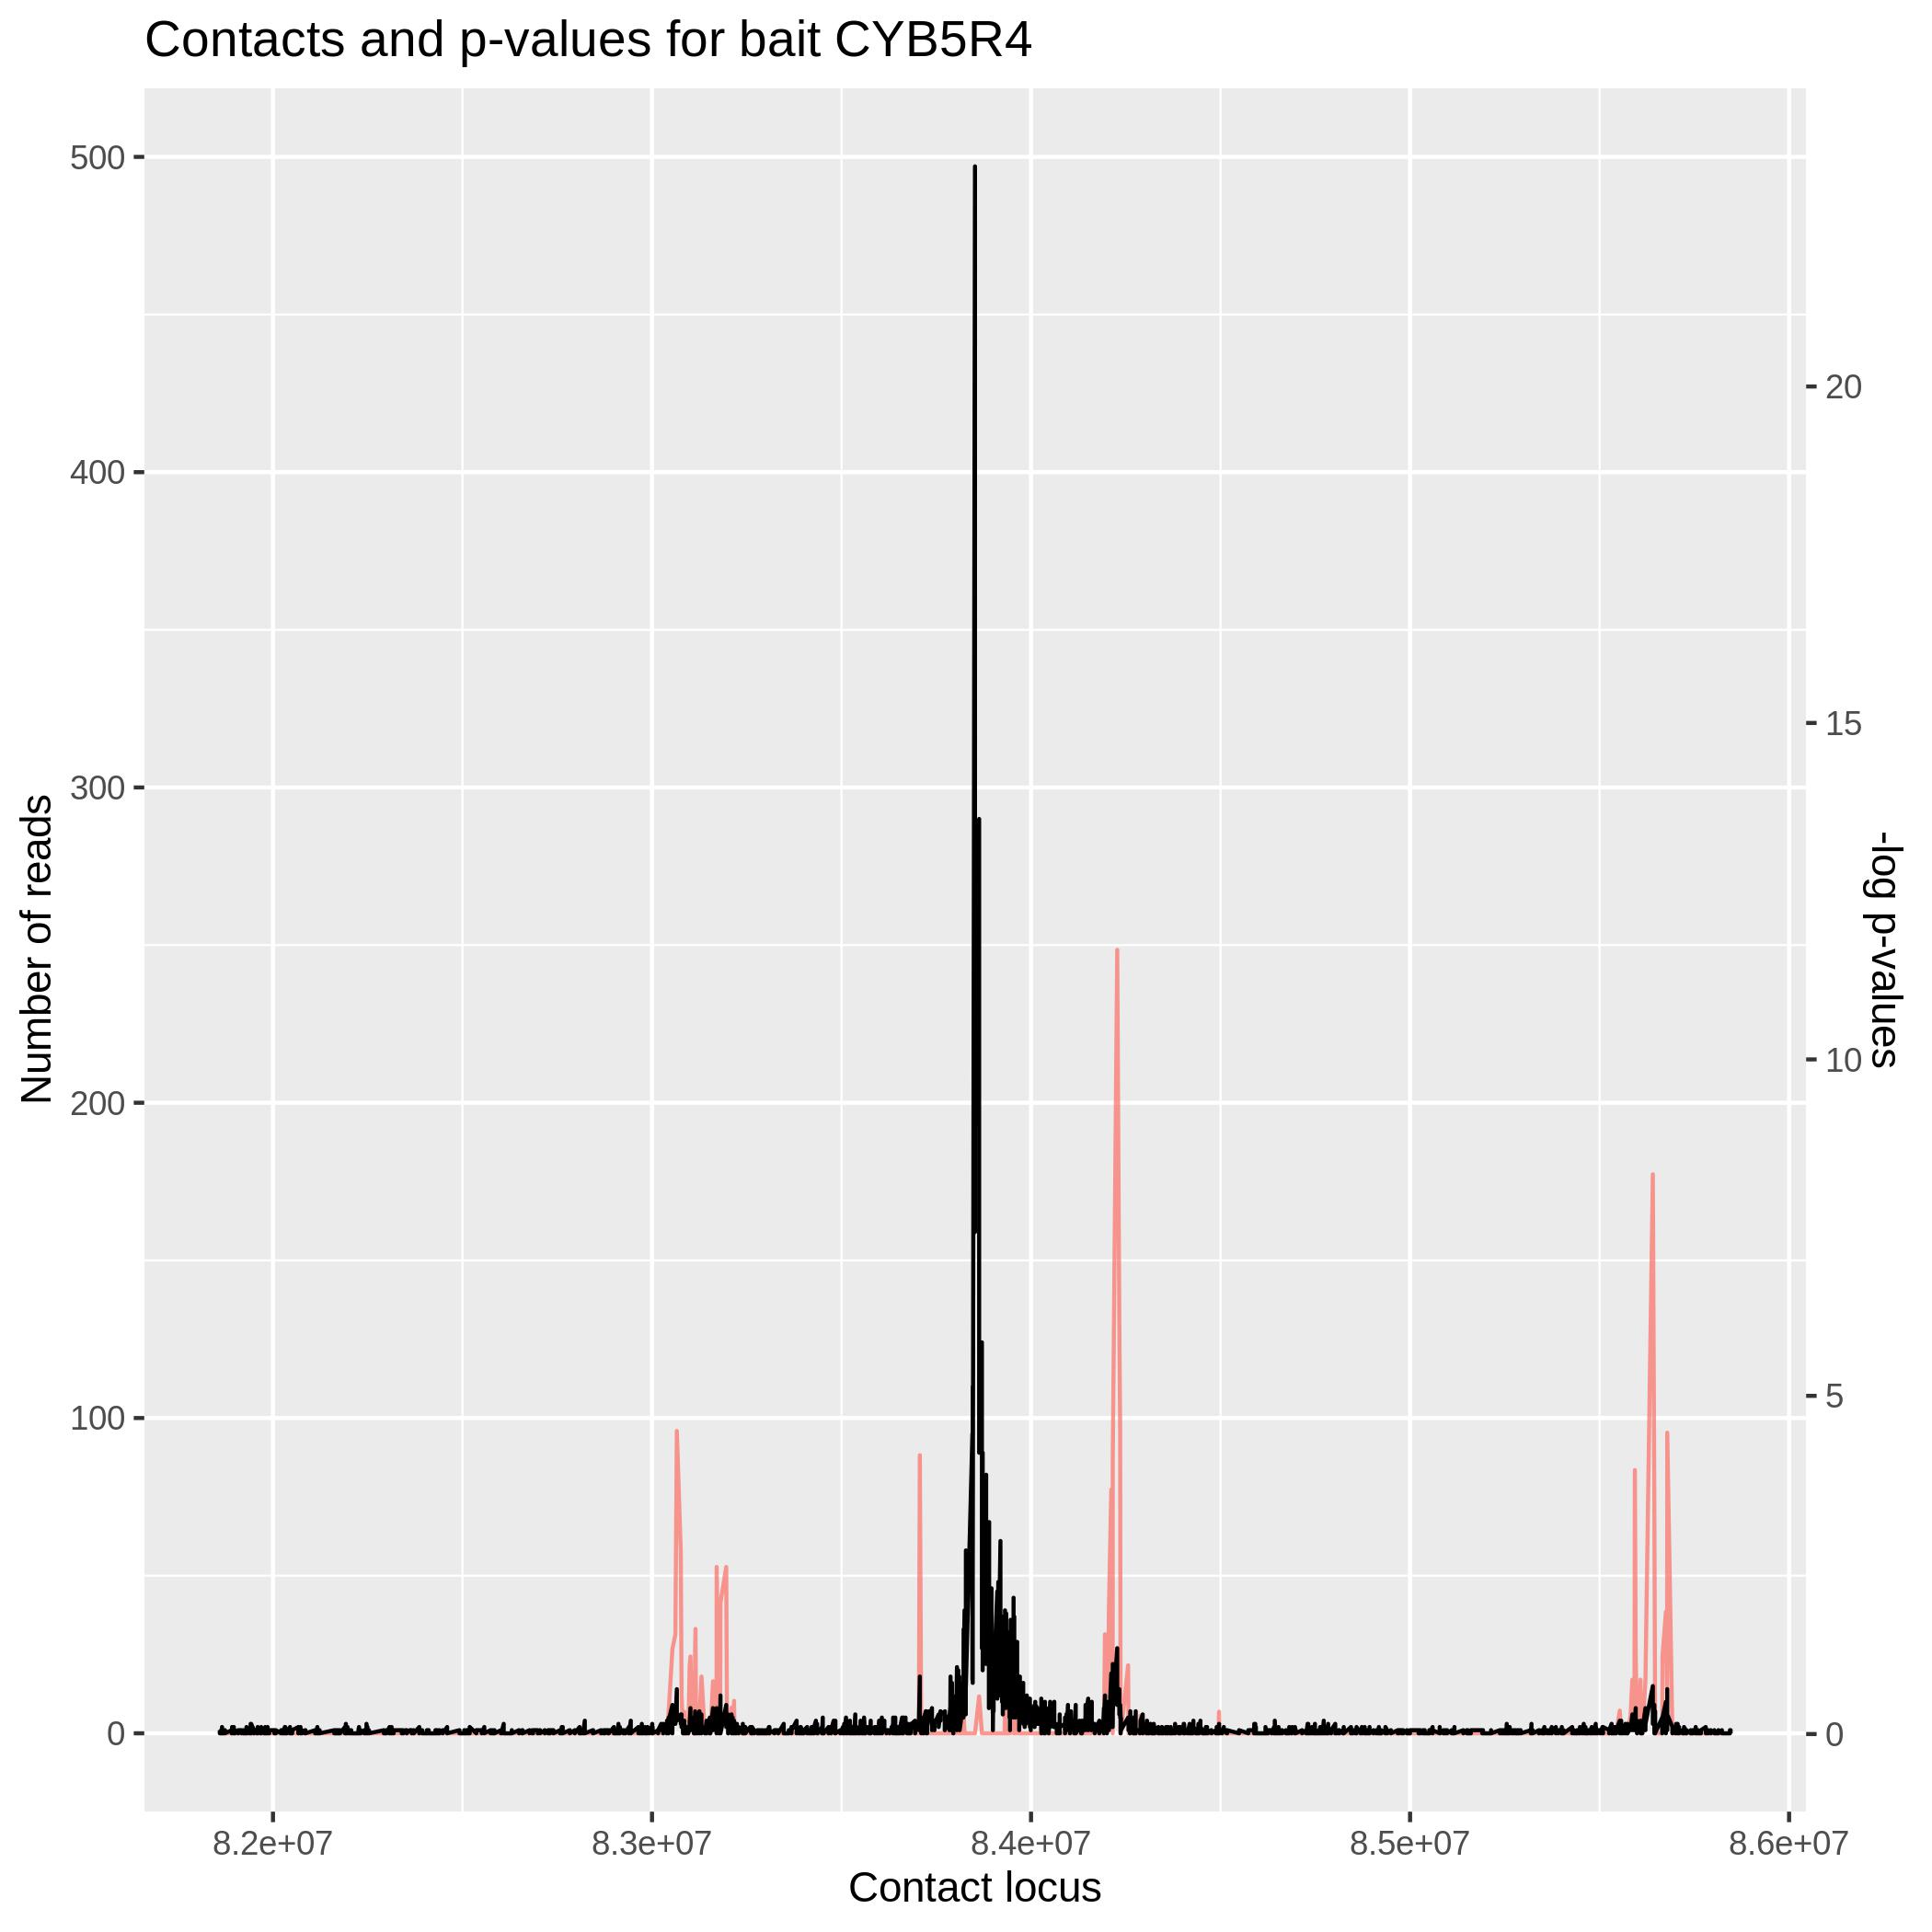 Contacts and p-values for bait CYB5R4
500
400
300
200
100
0
Number of reads
20
15
10
5
0
-log p-values
8.2e+07
8.3e+07
8.4e+07
8.5e+07
8.6e+07
Contact locus